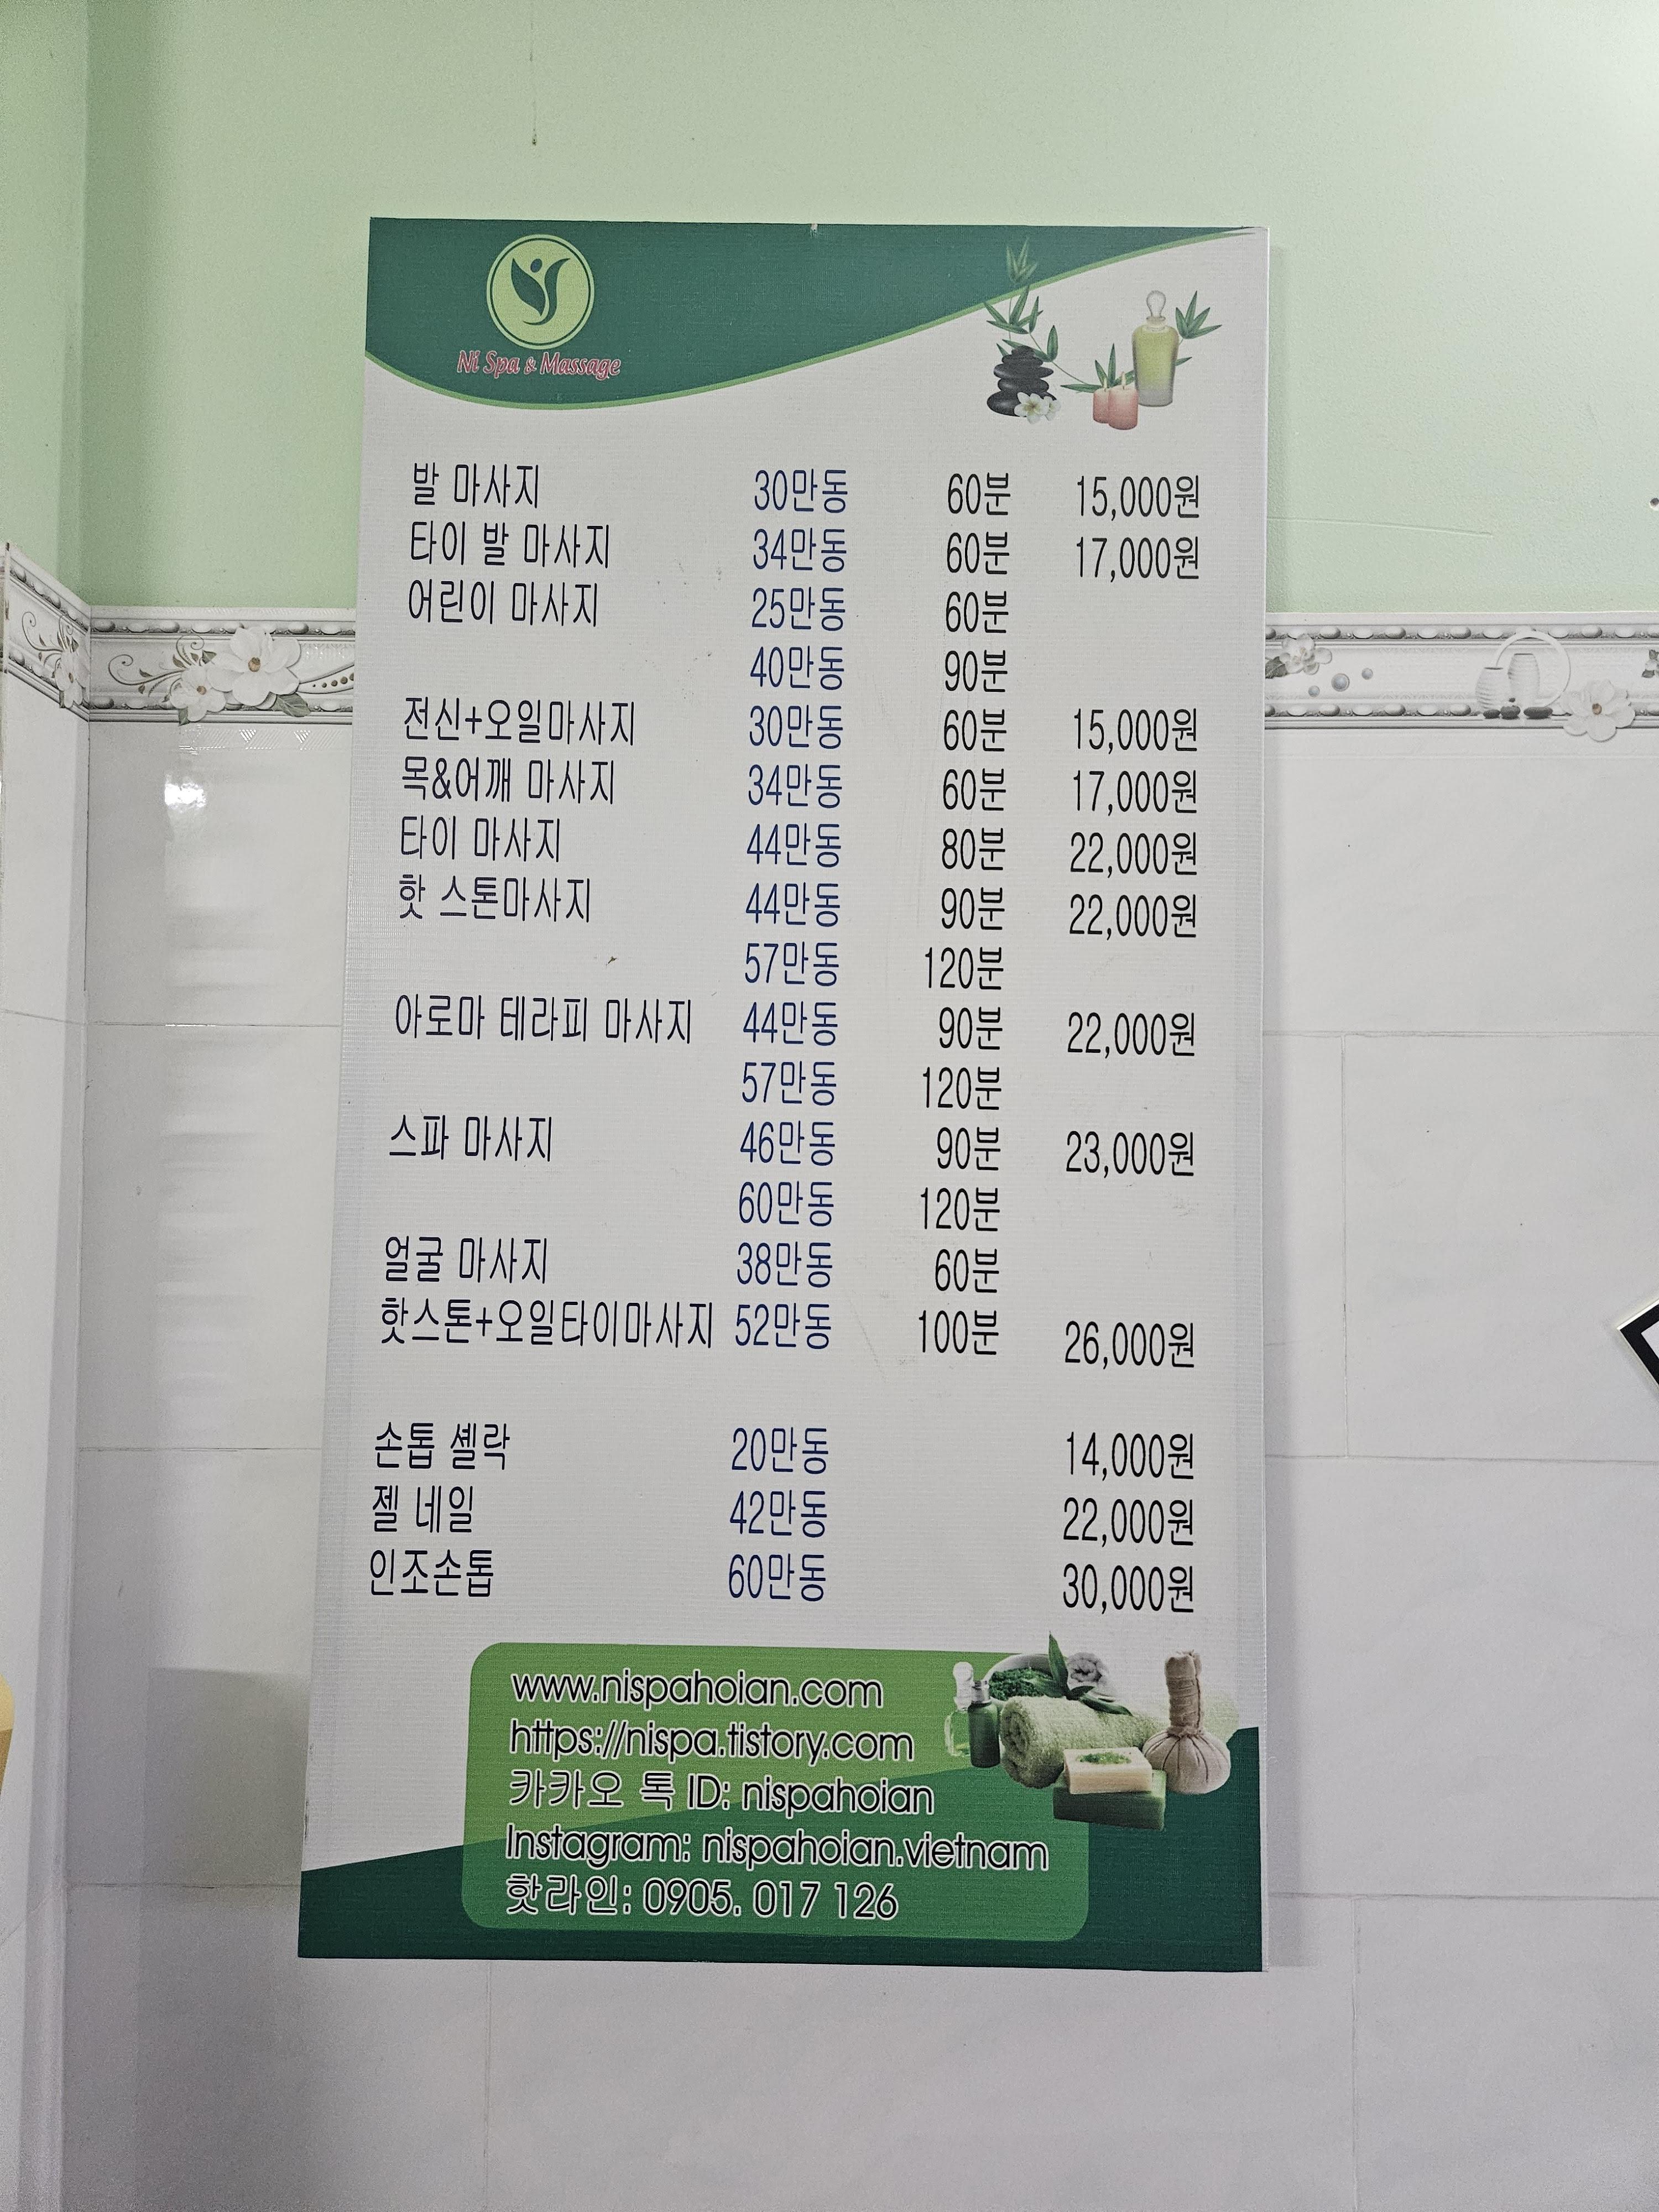 Ni Spa & Massage
발 마사지 30만동 60분 15,000원
타이 발 마사지 34만동 60분 17,000원
어린이 마사지 25만동 60분
40만동 90분
전신+오일마사지 30만동 60분 15,000원
목&어깨 마사지 34만동 60분 17,000원
타이 마사지 44만동 80분 22,000원
핫 스톤마사지 44만동 90분 22,000원
57만동 120분
아로마 테라피 마사지 44만동 90분 22,000원
57만동 120분
스파 마사지 46만동 90분 23,000원
60만동 120분
얼굴 마사지 38만동 60분
핫스톤+오일타이마사지 52만동 100분 26,000원
손톱 셸락 20만동 14,000원
젤 네일 42만동 22,000원
인조손톱 60만동 30,000원
www.nispahoian.com
https://nispa.tistory.com
카카오 톡 ID: nispahoian
Instagram: nispahoian.vietnam
핫라인: 0905. 017 126